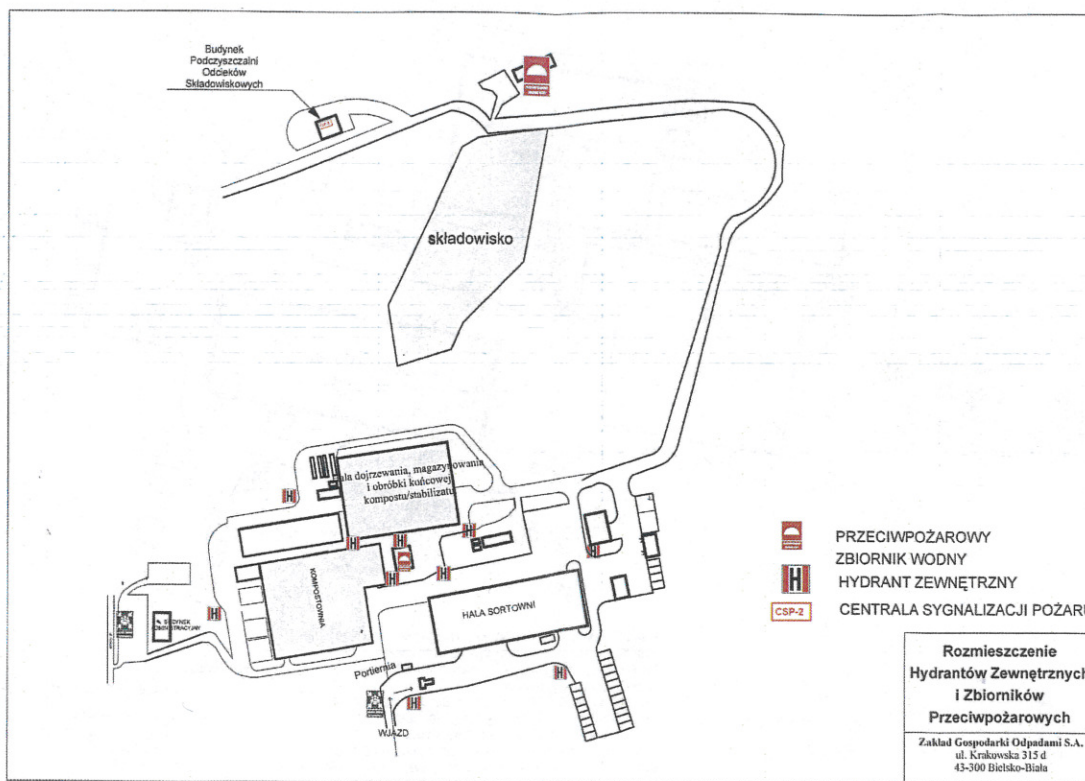 Budynek
Podczyszczalni
Odcieków
Składowiskowych
składowisko
ala dojrzewania, magazynowania
i obróbki końcowej
kompostu/stabilizatu
KOMPOSTOWNIA
HALA SORTOWNI
BUDYNEK
ADMINISTRACYJNY
Portiernia
WJAZD
PRZECIWPOŻAROWY
ZBIORNIK WODNY
H
HYDRANT ZEWNĘTRZNY
CSP-2
CENTRALA SYGNALIZACJI POŻARU
Rozmieszczenie
Hydrantów Zewnętrznych
i Zbiorników
Przeciwpożarowych
Zakład Gospodarki Odpadami S.A.
ul. Krakowska 315 d
43-300 Bielsko-Biała
H
H
H
H
H
H
H
H
H